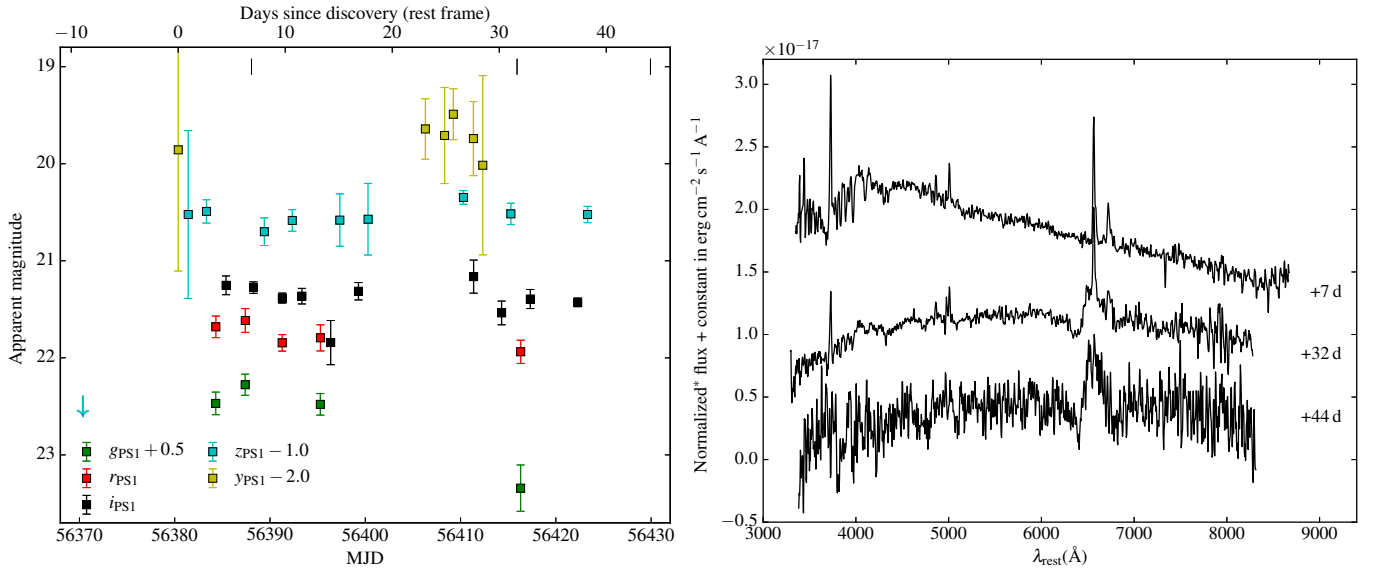 Days since discovery (rest frame)
−10 0 10 20 30 40
19
20
21
22
23
Apparent magnitude
g_PS1 + 0.5
r_PS1
i_PS1
z_PS1 − 1.0
y_PS1 − 2.0
56370 56380 56390 56400 56410 56420 56430
MJD
×10^−17
3.0
2.5
2.0
1.5
1.0
0.5
0.0
−0.5
Normalized* flux + constant in erg cm^−2 s^−1 A^−1
+7 d
+32 d
+44 d
3000 4000 5000 6000 7000 8000 9000
λ_rest(Å)